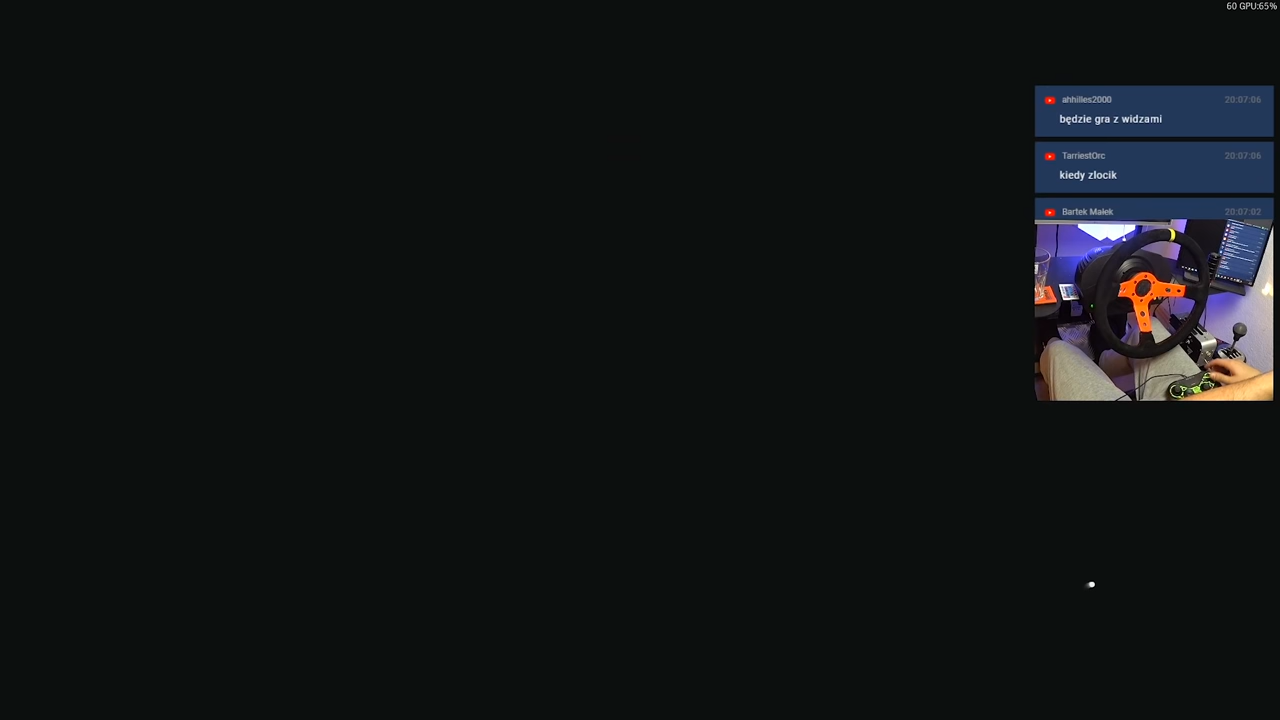 60 GPU:65%
ahhilles2000 20:07:06
będzie gra z widzami
TarriestOrc 20:07:06
kiedy zlocik
Bartek Małek 20:07:02